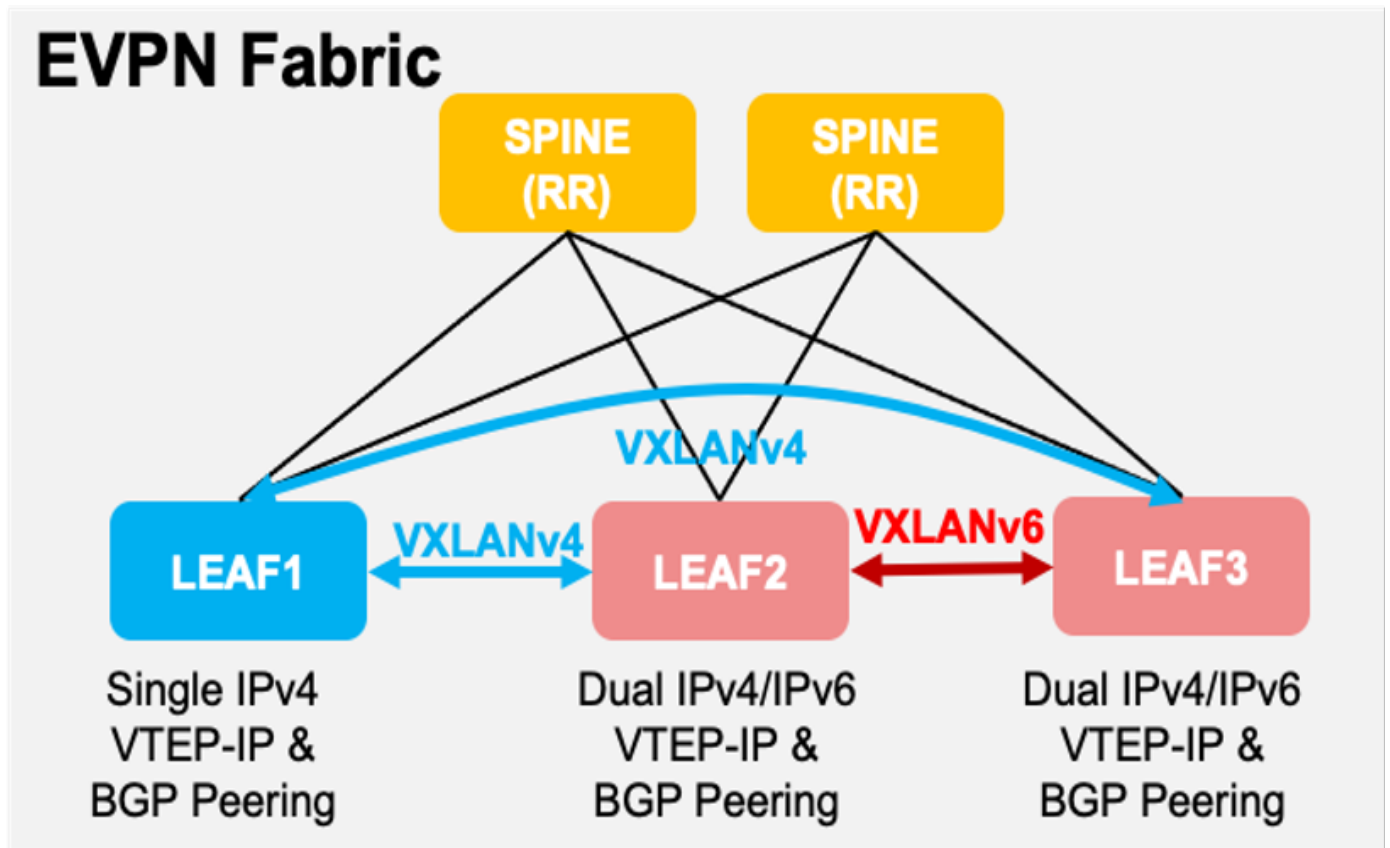 EVPN Fabric
SPINE
(RR)
SPINE
(RR)
VXLANv4
VXLANv4
VXLANv6
LEAF1
LEAF2
LEAF3
Single IPv4
VTEP-IP &
BGP Peering
Dual IPv4/IPv6
VTEP-IP &
BGP Peering
Dual IPv4/IPv6
VTEP-IP &
BGP Peering